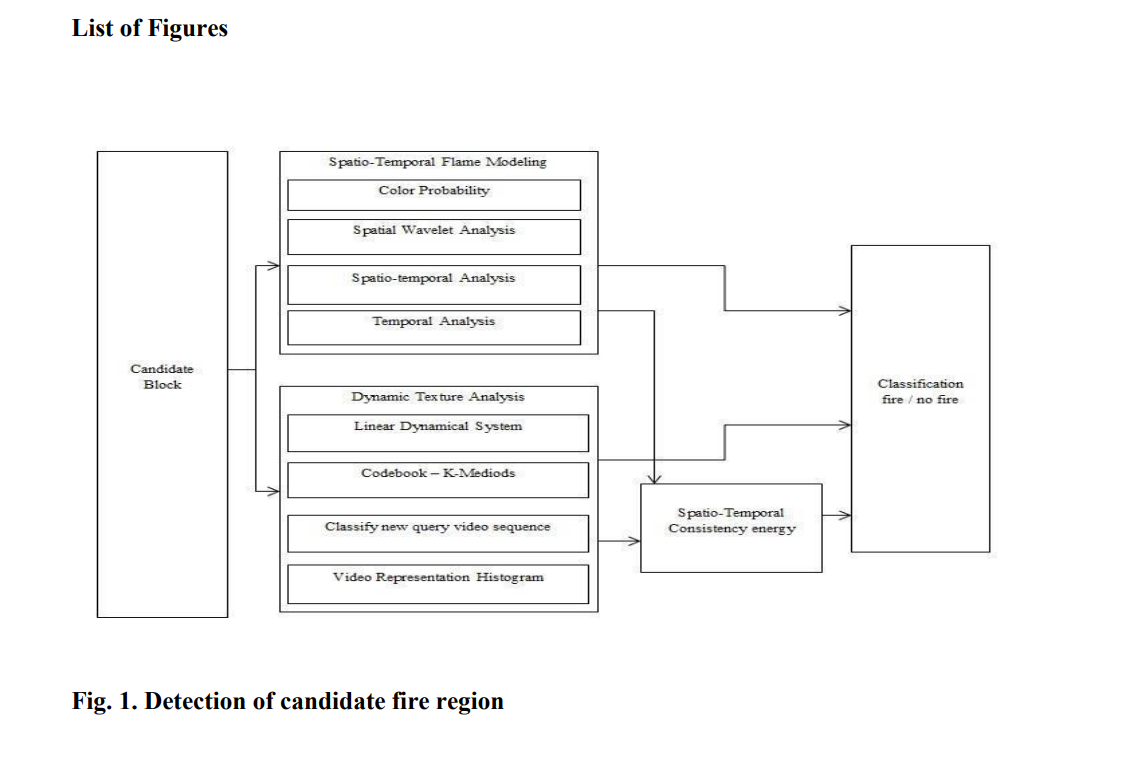 List of Figures
Spatio-Temporal Flame Modeling
Color Probability
Spatial Wavelet Analysis
Spatio-temporal Analysis
Temporal Analysis
Candidate
Block
Dynamic Texture Analysis
Linear Dynamical System
Codebook – K-Mediods
Classify new query video sequence
Video Representation Histogram
Spatio-Temporal
Consistency energy
Classification
fire / no fire
Fig. 1. Detection of candidate fire region